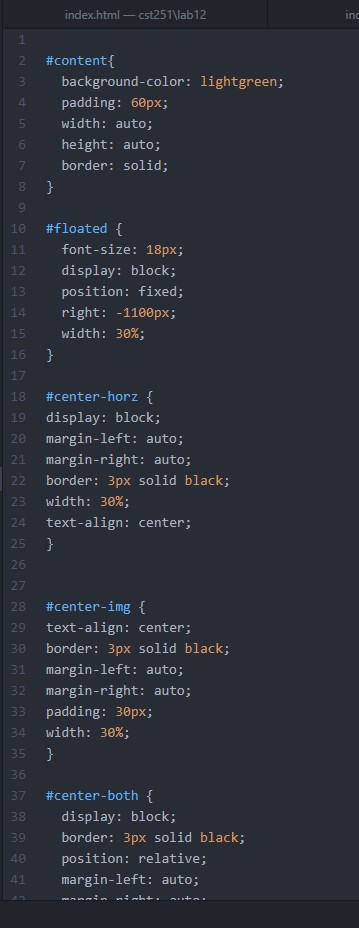 index.html — cst251\lab12
inc
1
2 #content{
3   background-color: lightgreen;
4   padding: 60px;
5   width: auto;
6   height: auto;
7   border: solid;
8 }
9
10 #floated {
11   font-size: 18px;
12   display: block;
13   position: fixed;
14   right: -1100px;
15   width: 30%;
16 }
17
18 #center-horz {
19 display: block;
20 margin-left: auto;
21 margin-right: auto;
22 border: 3px solid black;
23 width: 30%;
24 text-align: center;
25 }
26
27
28 #center-img {
29 text-align: center;
30 border: 3px solid black;
31 margin-left: auto;
32 margin-right: auto;
33 padding: 30px;
34 width: 30%;
35 }
36
37 #center-both {
38   display: block;
39   border: 3px solid black;
40   position: relative;
41   margin-left: auto;
42   margin-right: auto;